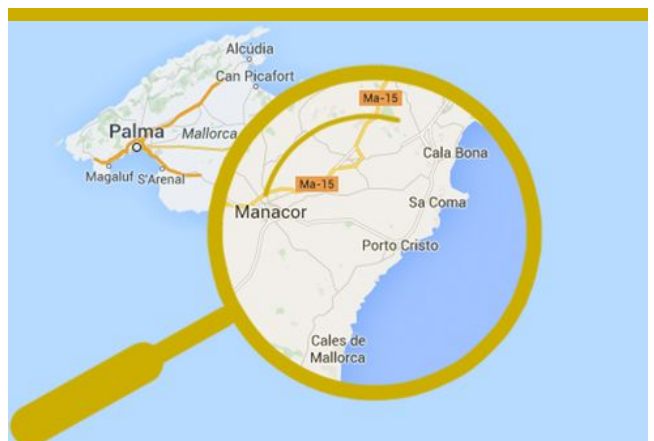 Alcúdia
Can Picafort
Ma-15
Palma
Mallorca
Cala Bona
Magaluf
S'Arenal
Ma-15
Manacor
Sa Coma
Porto Cristo
Cales de
Mallorca